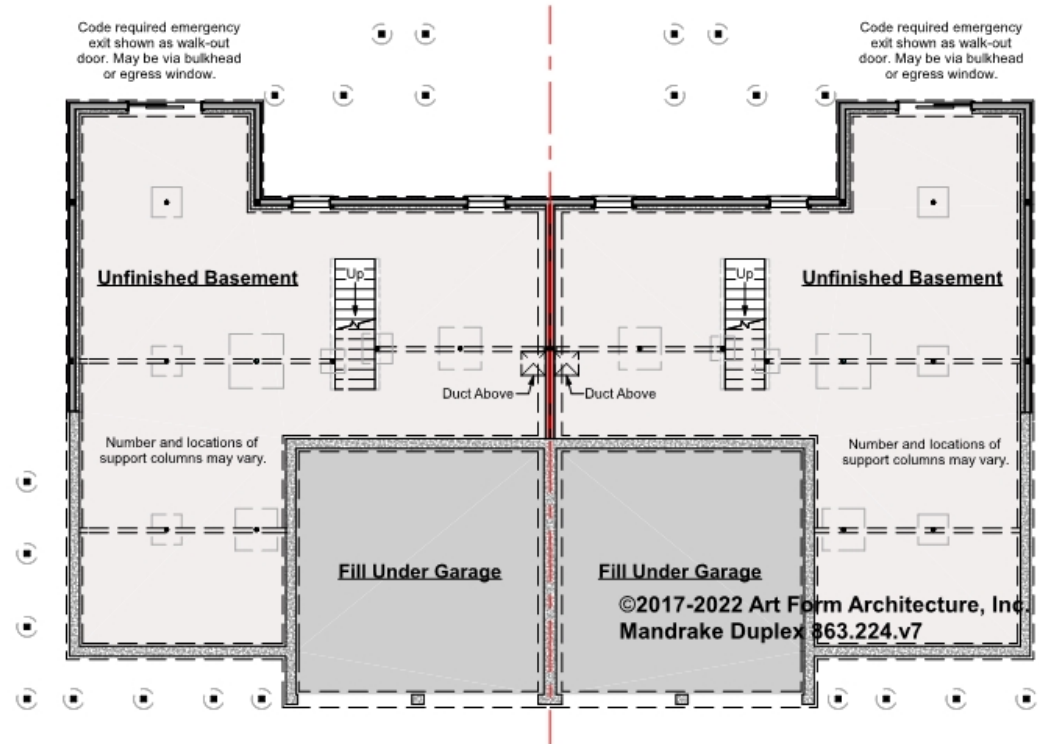 Code required emergency
exit shown as walk-out
door. May be via bulkhead
or egress window.
Code required emergency
exit shown as walk-out
door. May be via bulkhead
or egress window.
Unfinished Basement
Up
Up
Unfinished Basement
Duct Above
Duct Above
Number and locations of
support columns may vary.
Number and locations of
support columns may vary.
Fill Under Garage
Fill Under Garage
©2017-2022 Art Form Architecture, Inc.
Mandrake Duplex 863.224.v7